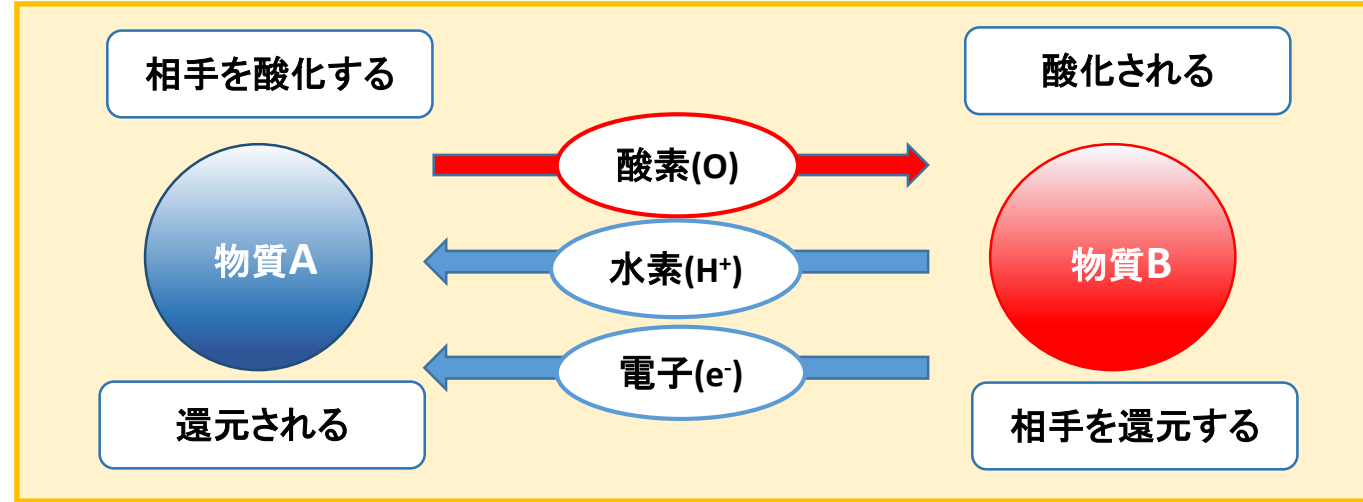 相手を酸化する
酸化される
酸素(O)
物質A
水素(H⁺)
物質B
電子(e⁻)
還元される
相手を還元する